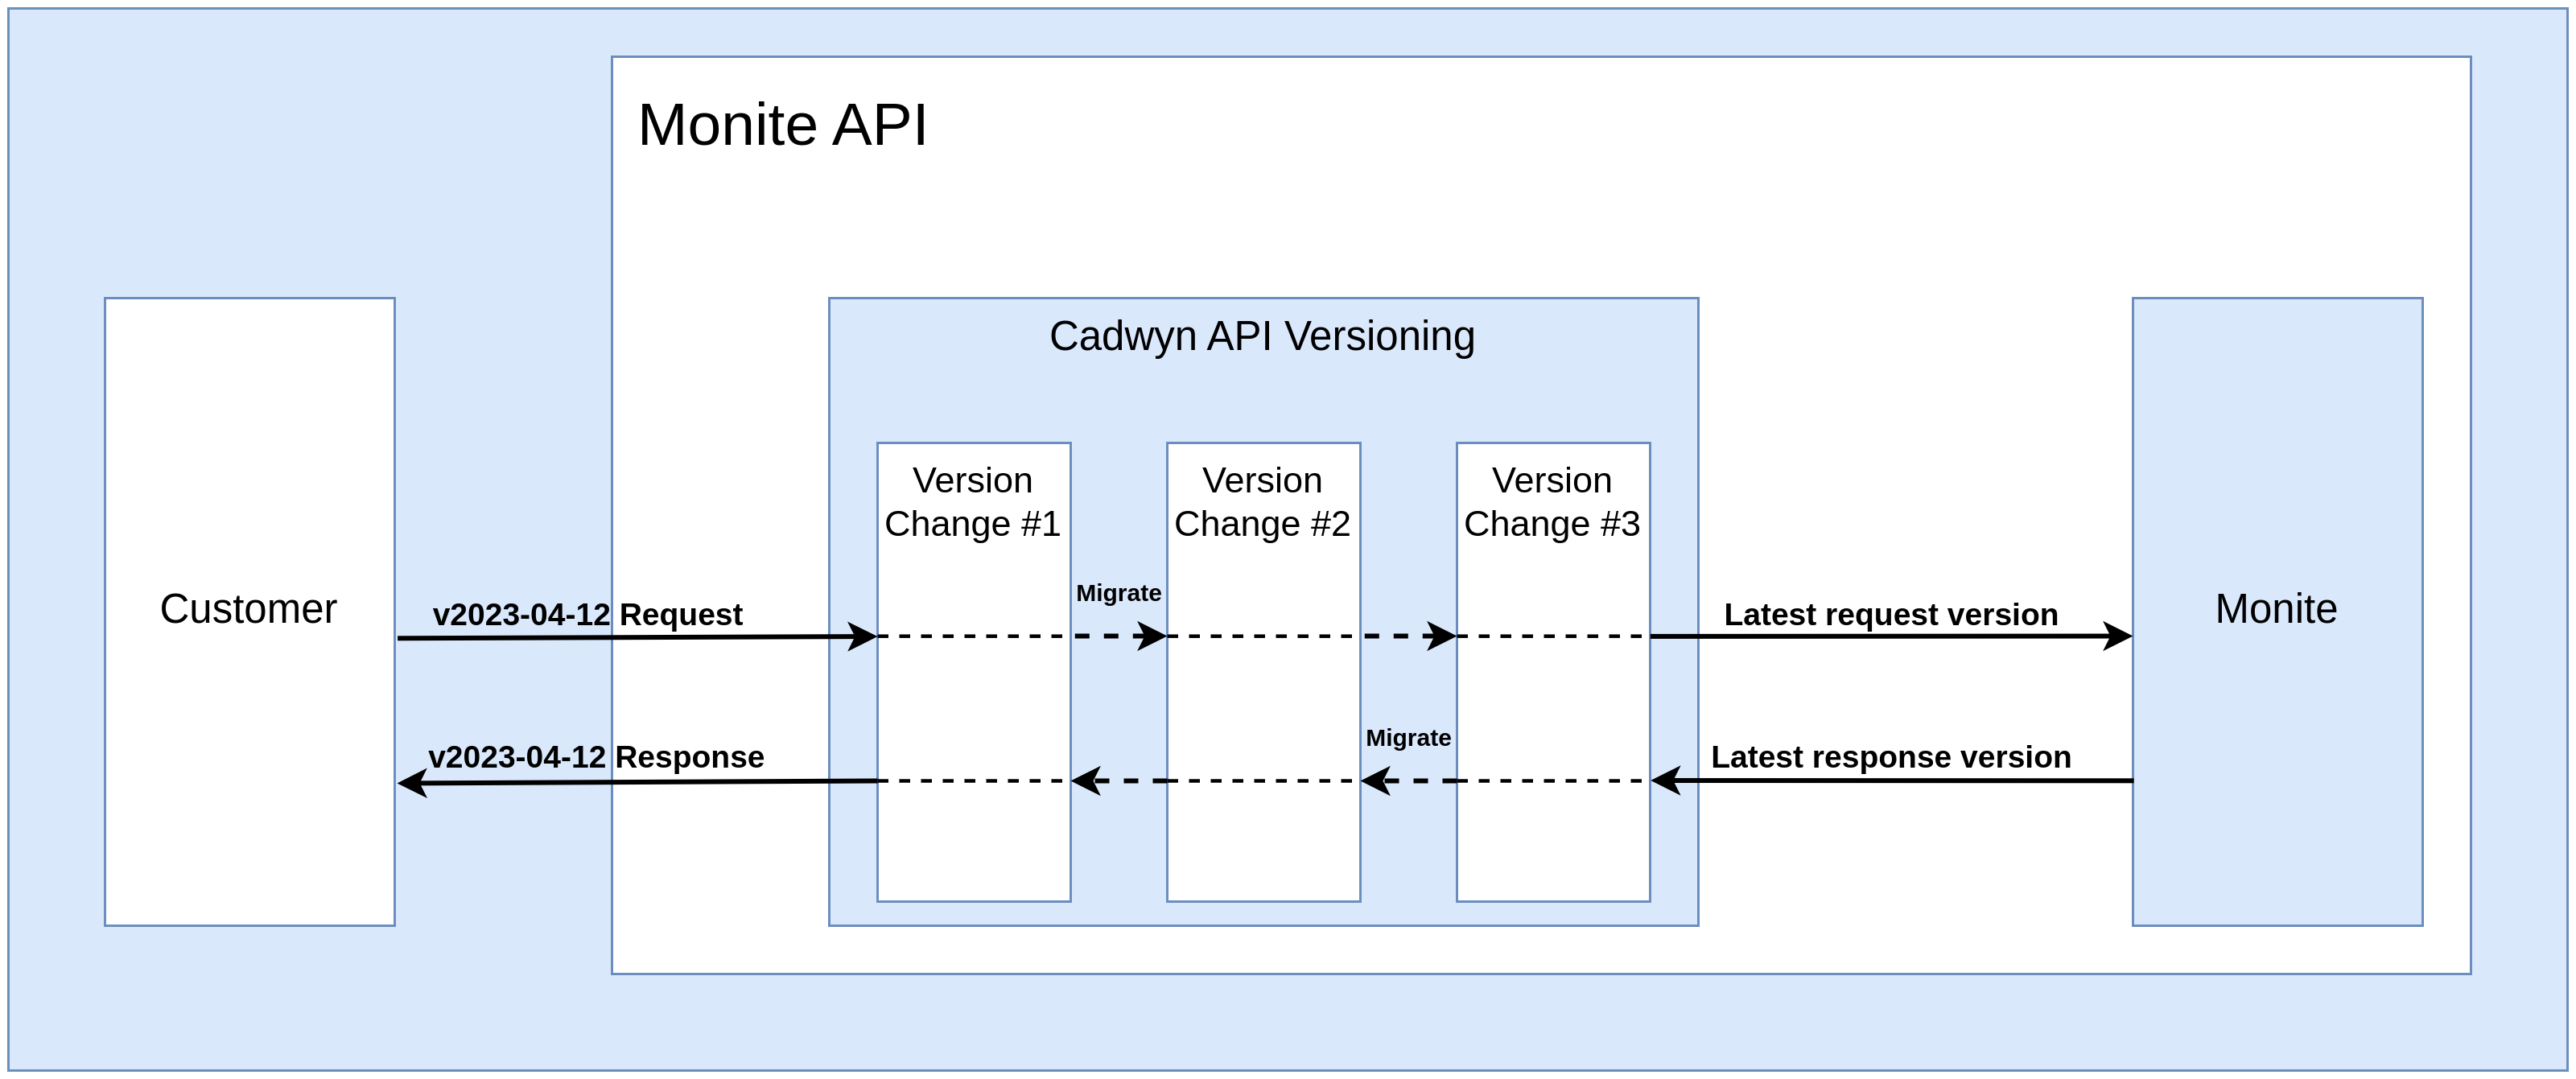 Monite API
Cadwyn API Versioning
Version
Change #1
Version
Change #2
Version
Change #3
Customer
v2023-04-12 Request
Migrate
Latest request version
Monite
v2023-04-12 Response
Migrate
Latest response version